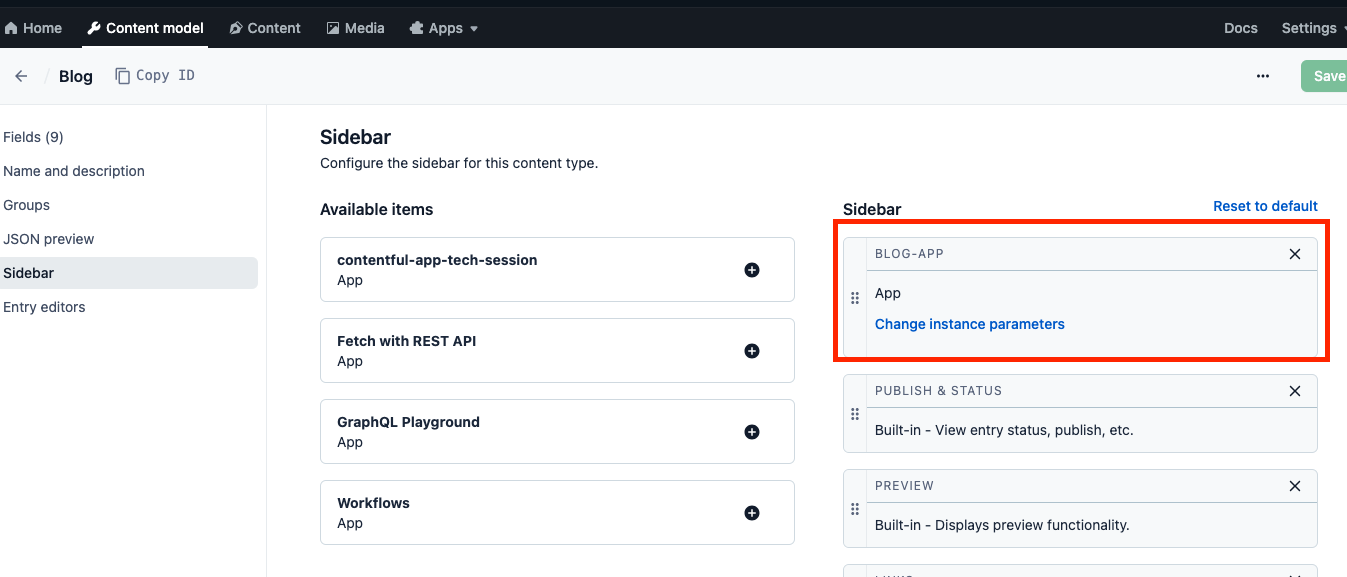 Home Content model Content Media Apps Docs Settings
Blog Copy ID Save
Fields (9)
Name and description
Groups
JSON preview
Sidebar
Entry editors
Sidebar
Configure the sidebar for this content type.
Available items
contentful-app-tech-session
App
Fetch with REST API
App
GraphQL Playground
App
Workflows
App
Sidebar Reset to default
BLOG-APP
App
Change instance parameters
PUBLISH & STATUS
Built-in - View entry status, publish, etc.
PREVIEW
Built-in - Displays preview functionality.